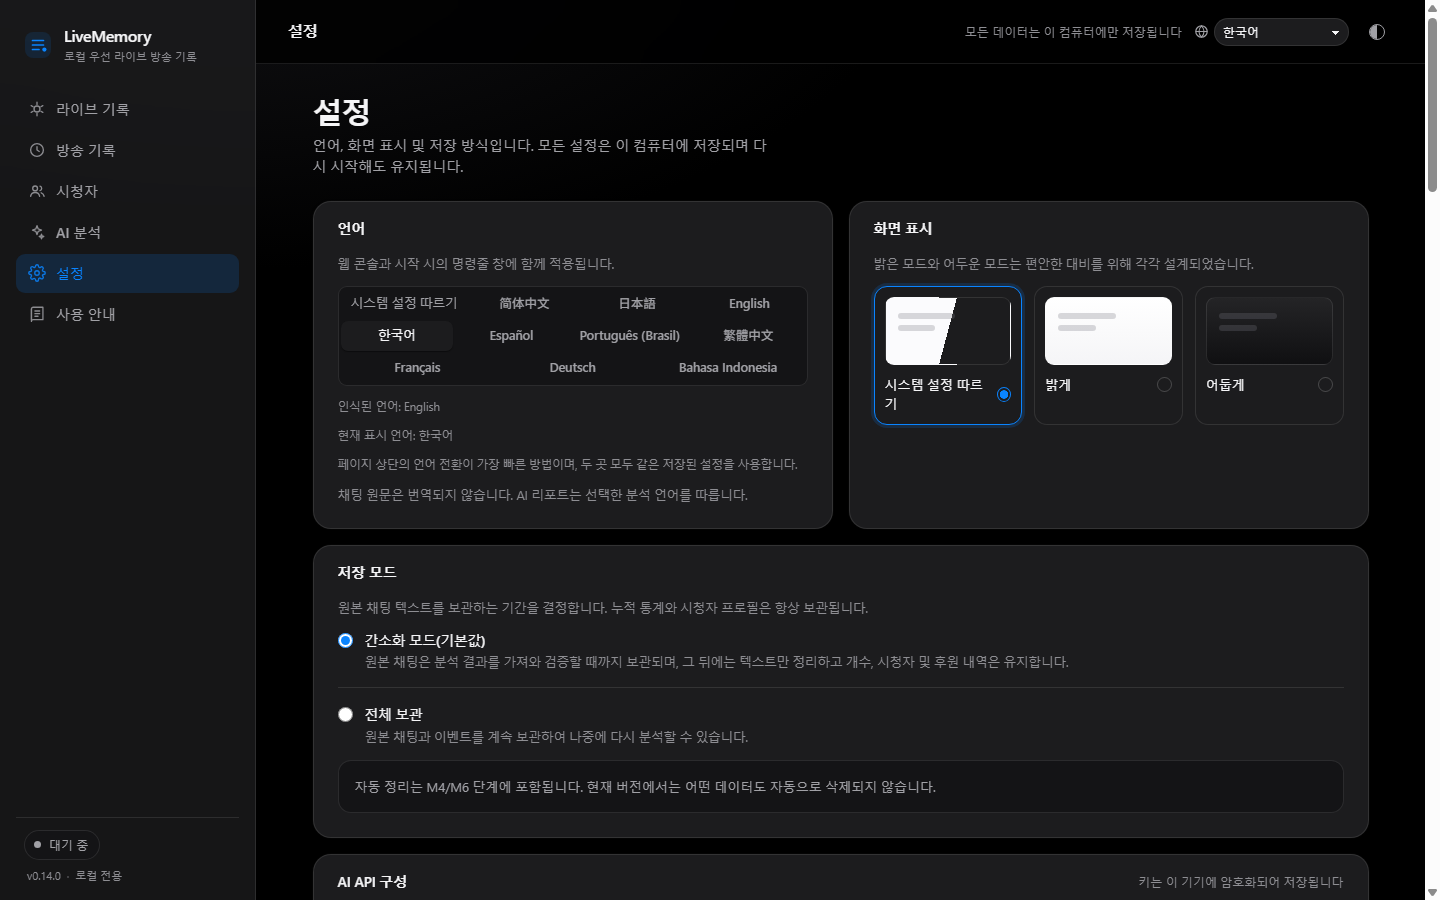 LiveMemory
로컬 우선 라이브 방송 기록
라이브 기록
방송 기록
시청자
AI 분석
설정
사용 안내
대기 중
v0.14.0 · 로컬 전용
설정
모든 데이터는 이 컴퓨터에만 저장됩니다
한국어
설정
언어, 화면 표시 및 저장 방식입니다. 모든 설정은 이 컴퓨터에 저장되며 다
시 시작해도 유지됩니다.
언어
웹 콘솔과 시작 시의 명령줄 창에 함께 적용됩니다.
시스템 설정 따르기 简体中文 日本語 English
한국어 Español Português (Brasil) 繁體中文
Français Deutsch Bahasa Indonesia
인식된 언어: English
현재 표시 언어: 한국어
페이지 상단의 언어 전환이 가장 빠른 방법이며, 두 곳 모두 같은 저장된 설정을 사용합니다.
채팅 원문은 번역되지 않습니다. AI 리포트는 선택한 분석 언어를 따릅니다.
화면 표시
밝은 모드와 어두운 모드는 편안한 대비를 위해 각각 설계되었습니다.
시스템 설정 따르
기
밝게
어둡게
저장 모드
원본 채팅 텍스트를 보관하는 기간을 결정합니다. 누적 통계와 시청자 프로필은 항상 보관됩니다.
간소화 모드(기본값)
원본 채팅은 분석 결과를 가져와 검증할 때까지 보관되며, 그 뒤에는 텍스트만 정리하고 개수, 시청자 및 후원 내역은 유지합니다.
전체 보관
원본 채팅과 이벤트를 계속 보관하여 나중에 다시 분석할 수 있습니다.
자동 정리는 M4/M6 단계에 포함됩니다. 현재 버전에서는 어떤 데이터도 자동으로 삭제되지 않습니다.
AI API 구성
키는 이 기기에 암호화되어 저장됩니다